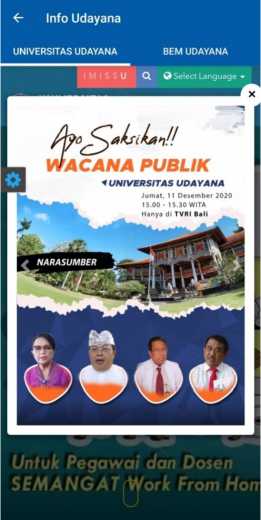 Info Udayana
UNIVERSITAS UDAYANA
BEM UDAYANA
I M I S S U
Select Language
Ayo Saksikan!!
WACANA PUBLIK
UNIVERSITAS UDAYANA
Jumat, 11 Desember 2020
15.00 - 15.30 WITA
Hanya di TVRI Bali
NARASUMBER
Untuk Pegawai dan Dosen
SEMANGAT Work From Hom